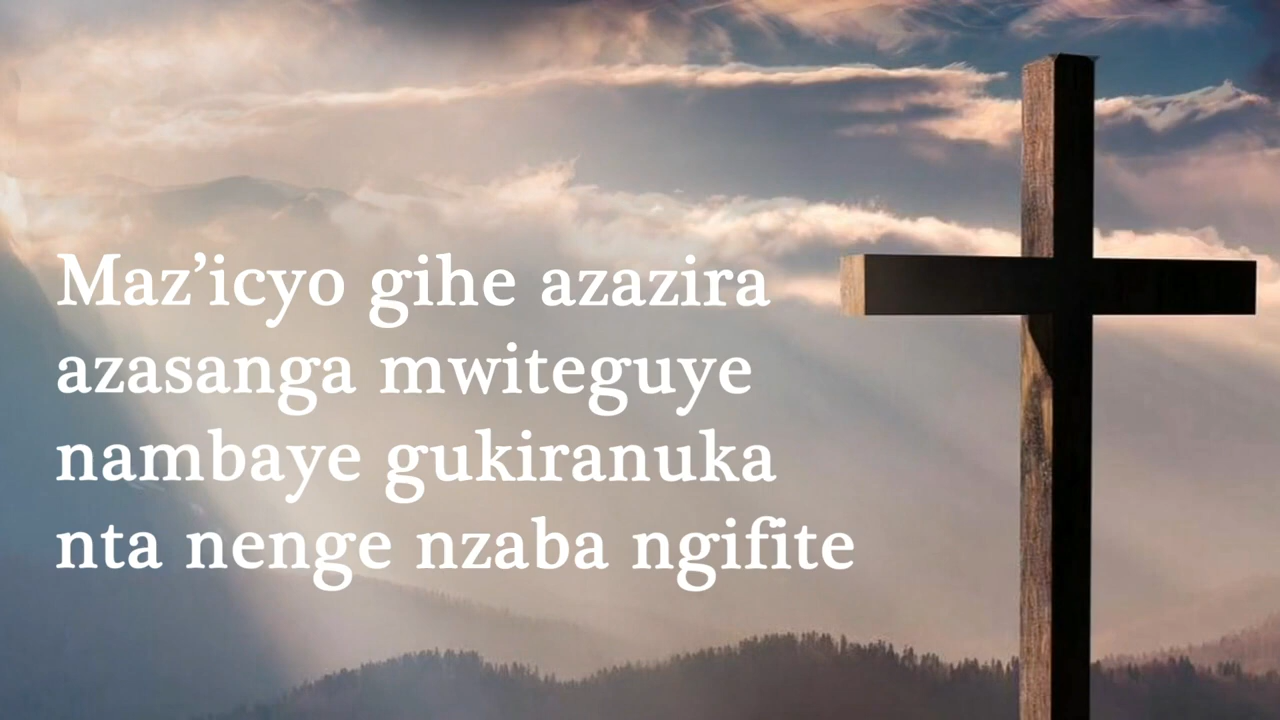 Maz’icyo gihe azazira
azasanga mwiteguye
nambaye gukiranuka
nta nenge nzaba ngifite